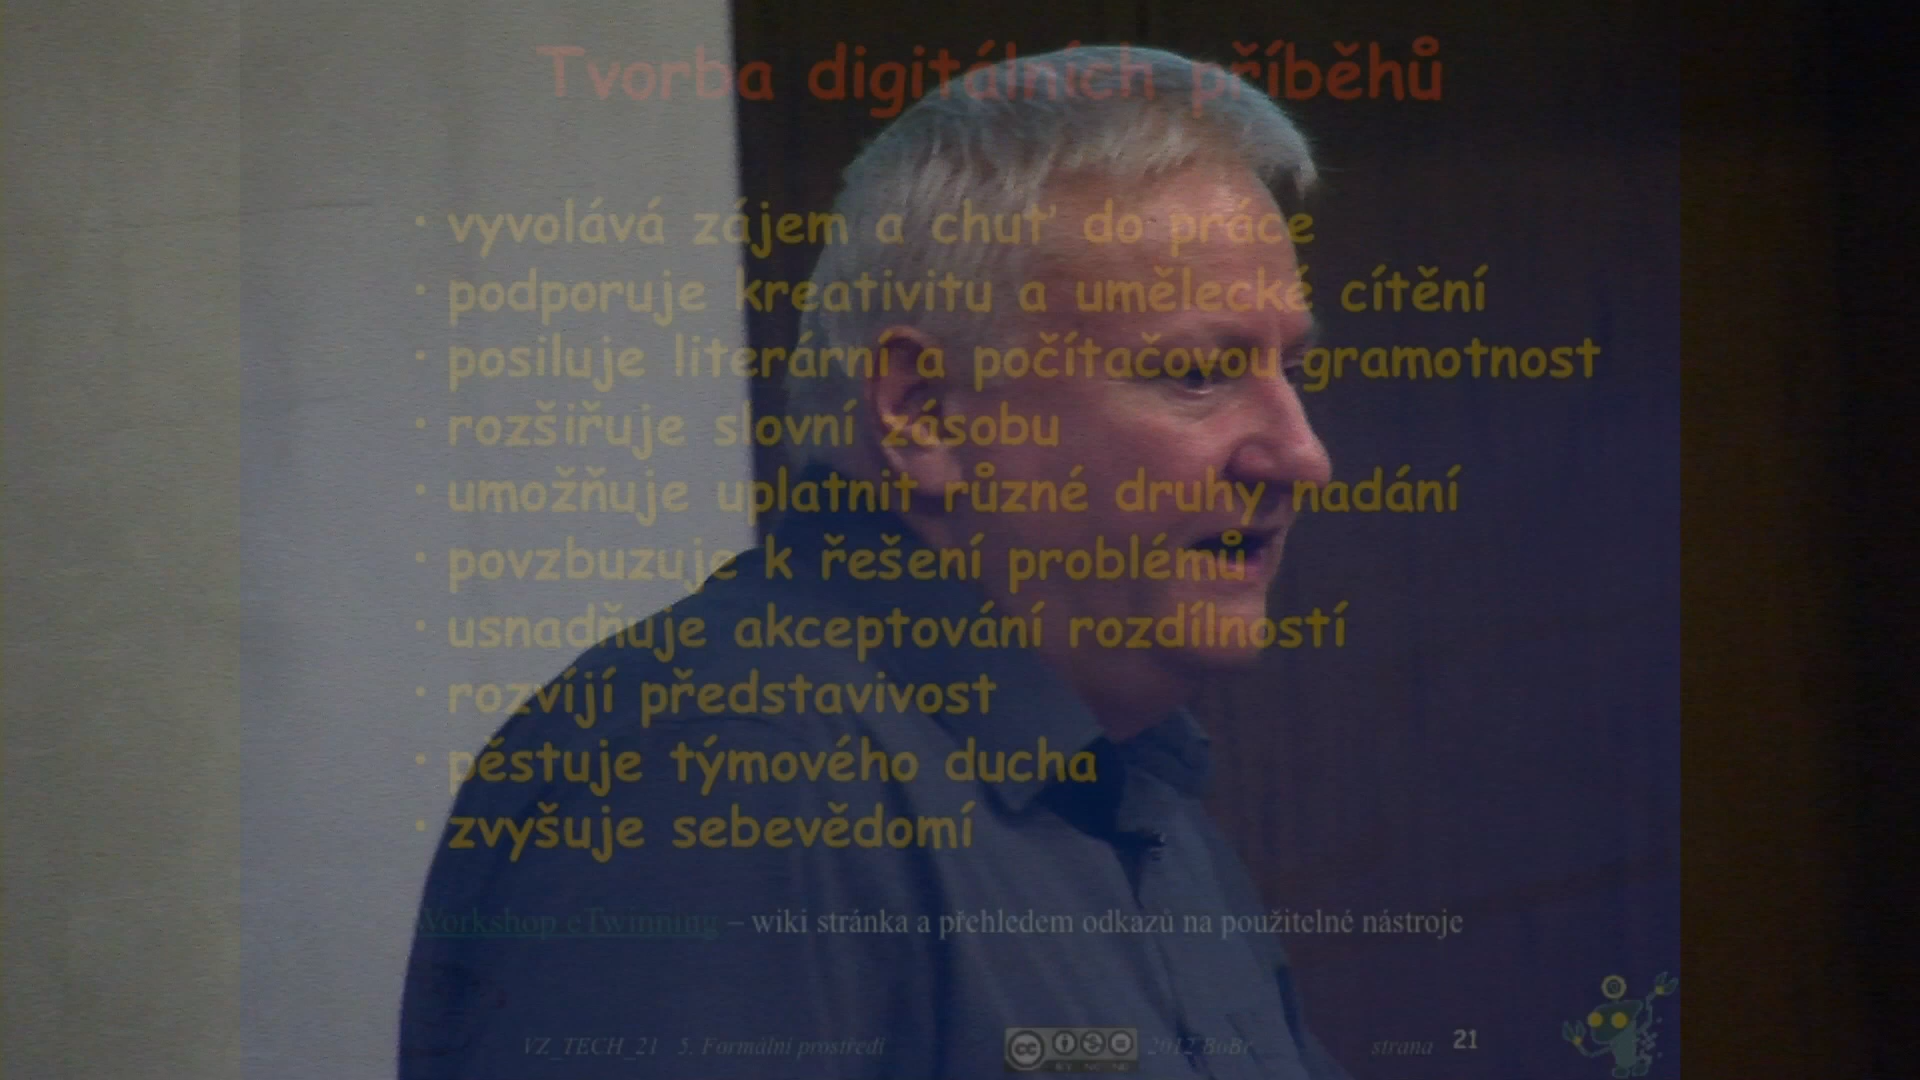 Tvorba digitálních příběhů
• vyvolává zájem a chuť do práce
• podporuje kreativitu a umělecké cítění
• posiluje literární a počítačovou gramotnost
• rozšiřuje slovní zásobu
• umožňuje uplatnit různé druhy nadání
• povzbuzuje k řešení problémů
• usnadňuje akceptování rozdílností
• rozvíjí představivost
• pěstuje týmového ducha
• zvyšuje sebevědomí
Workshop eTwinning – wiki stránka a přehledem odkazů na použitelné nástroje
VZ_TECH_21 5. Formální prostředí cc 2012 BoBr strana 21